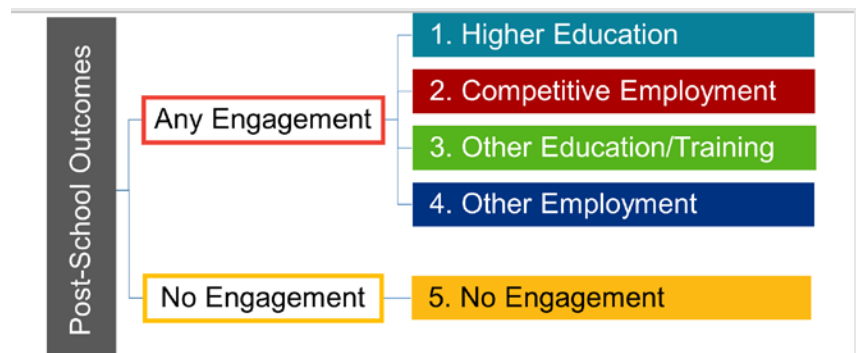 Post-School Outcomes
Any Engagement
1. Higher Education
2. Competitive Employment
3. Other Education/Training
4. Other Employment
No Engagement
5. No Engagement